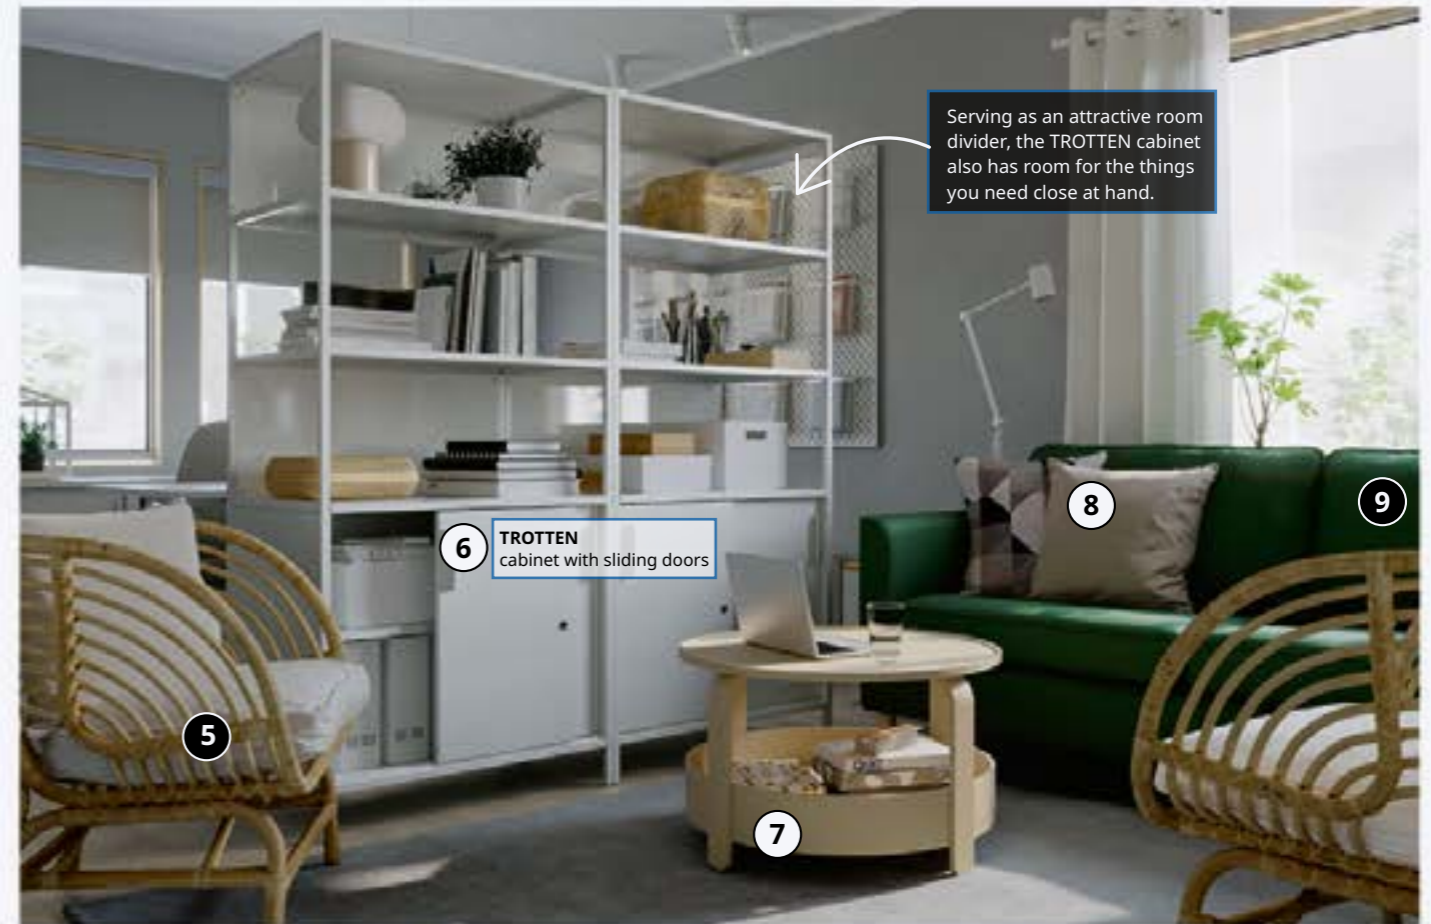 Serving as an attractive room
divider, the TROTTEN cabinet
also has room for the things
you need close at hand.
8
9
6
TROTTEN
cabinet with sliding doors
5
7